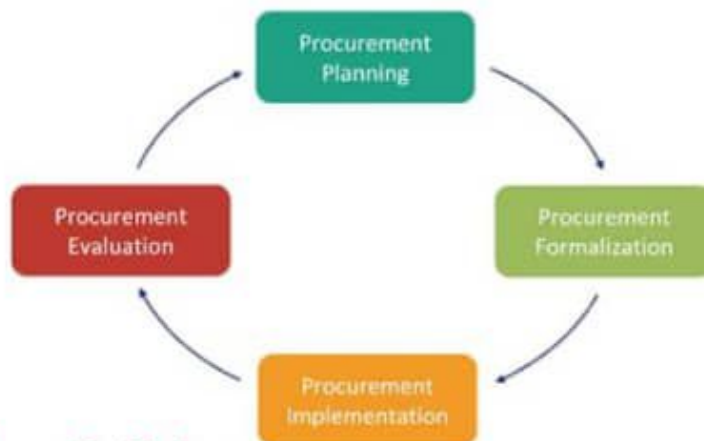 Procurement
Planning
Procurement
Formalization
Procurement
Implementation
Procurement
Evaluation